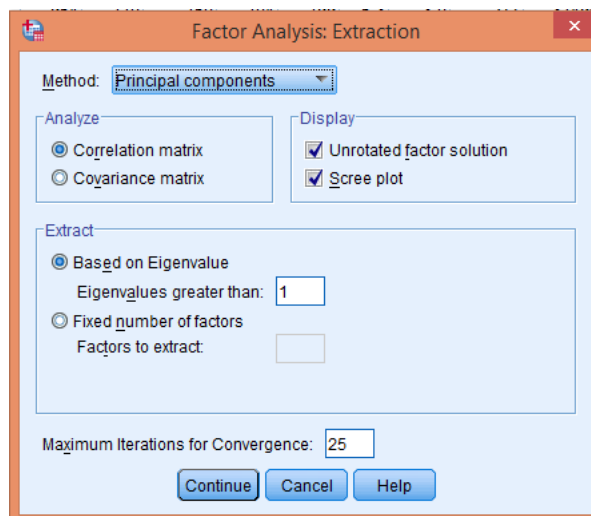 Factor Analysis: Extraction
Method: Principal components
Analyze
Correlation matrix
Covariance matrix
Display
Unrotated factor solution
Scree plot
Extract
Based on Eigenvalue
Eigenvalues greater than: 1
Fixed number of factors
Factors to extract:
Maximum Iterations for Convergence: 25
Continue Cancel Help